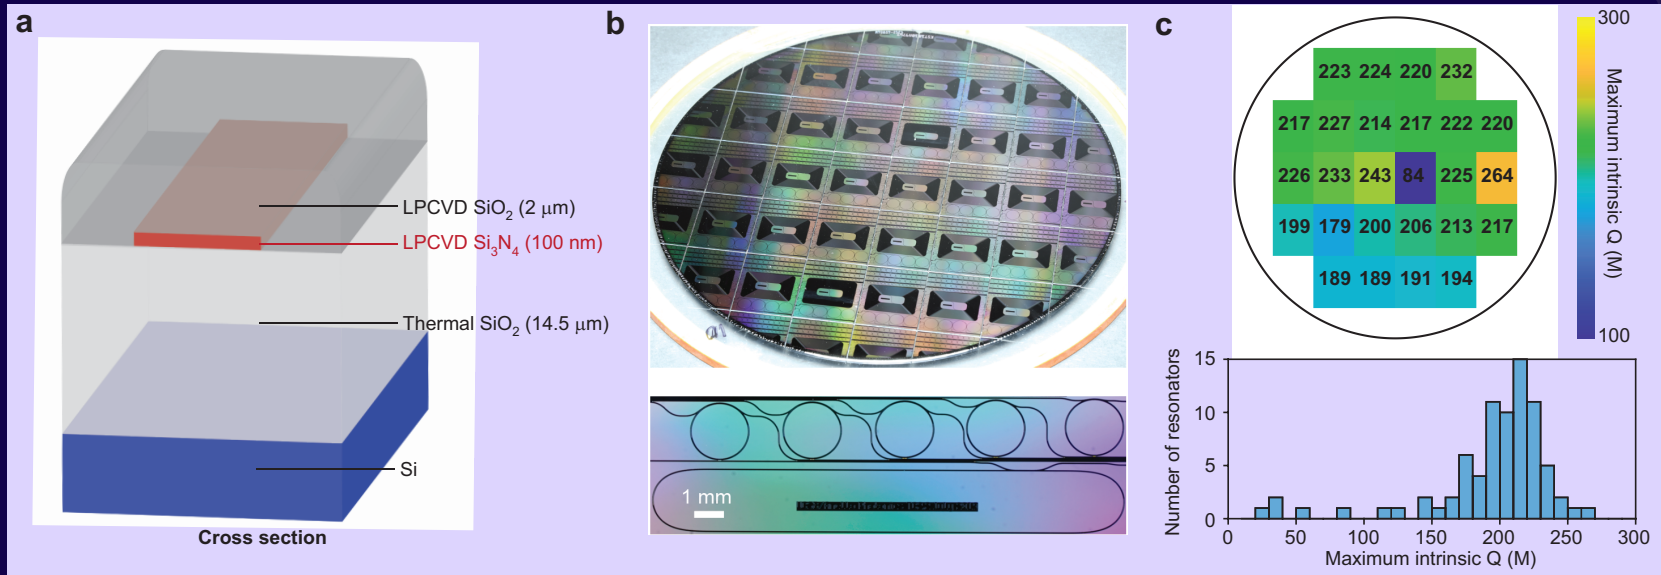 a
LPCVD SiO2 (2 μm)
LPCVD Si3N4 (100 nm)
Thermal SiO2 (14.5 μm)
Si
Cross section
b
1 mm
c
223 224 220 232
217 227 214 217 222 220
226 233 243 84 225 264
199 179 200 206 213 217
189 189 191 194
300
Maximum intrinsic Q (M)
100
Number of resonators
15
10
5
0
0 50 100 150 200 250 300
Maximum intrinsic Q (M)